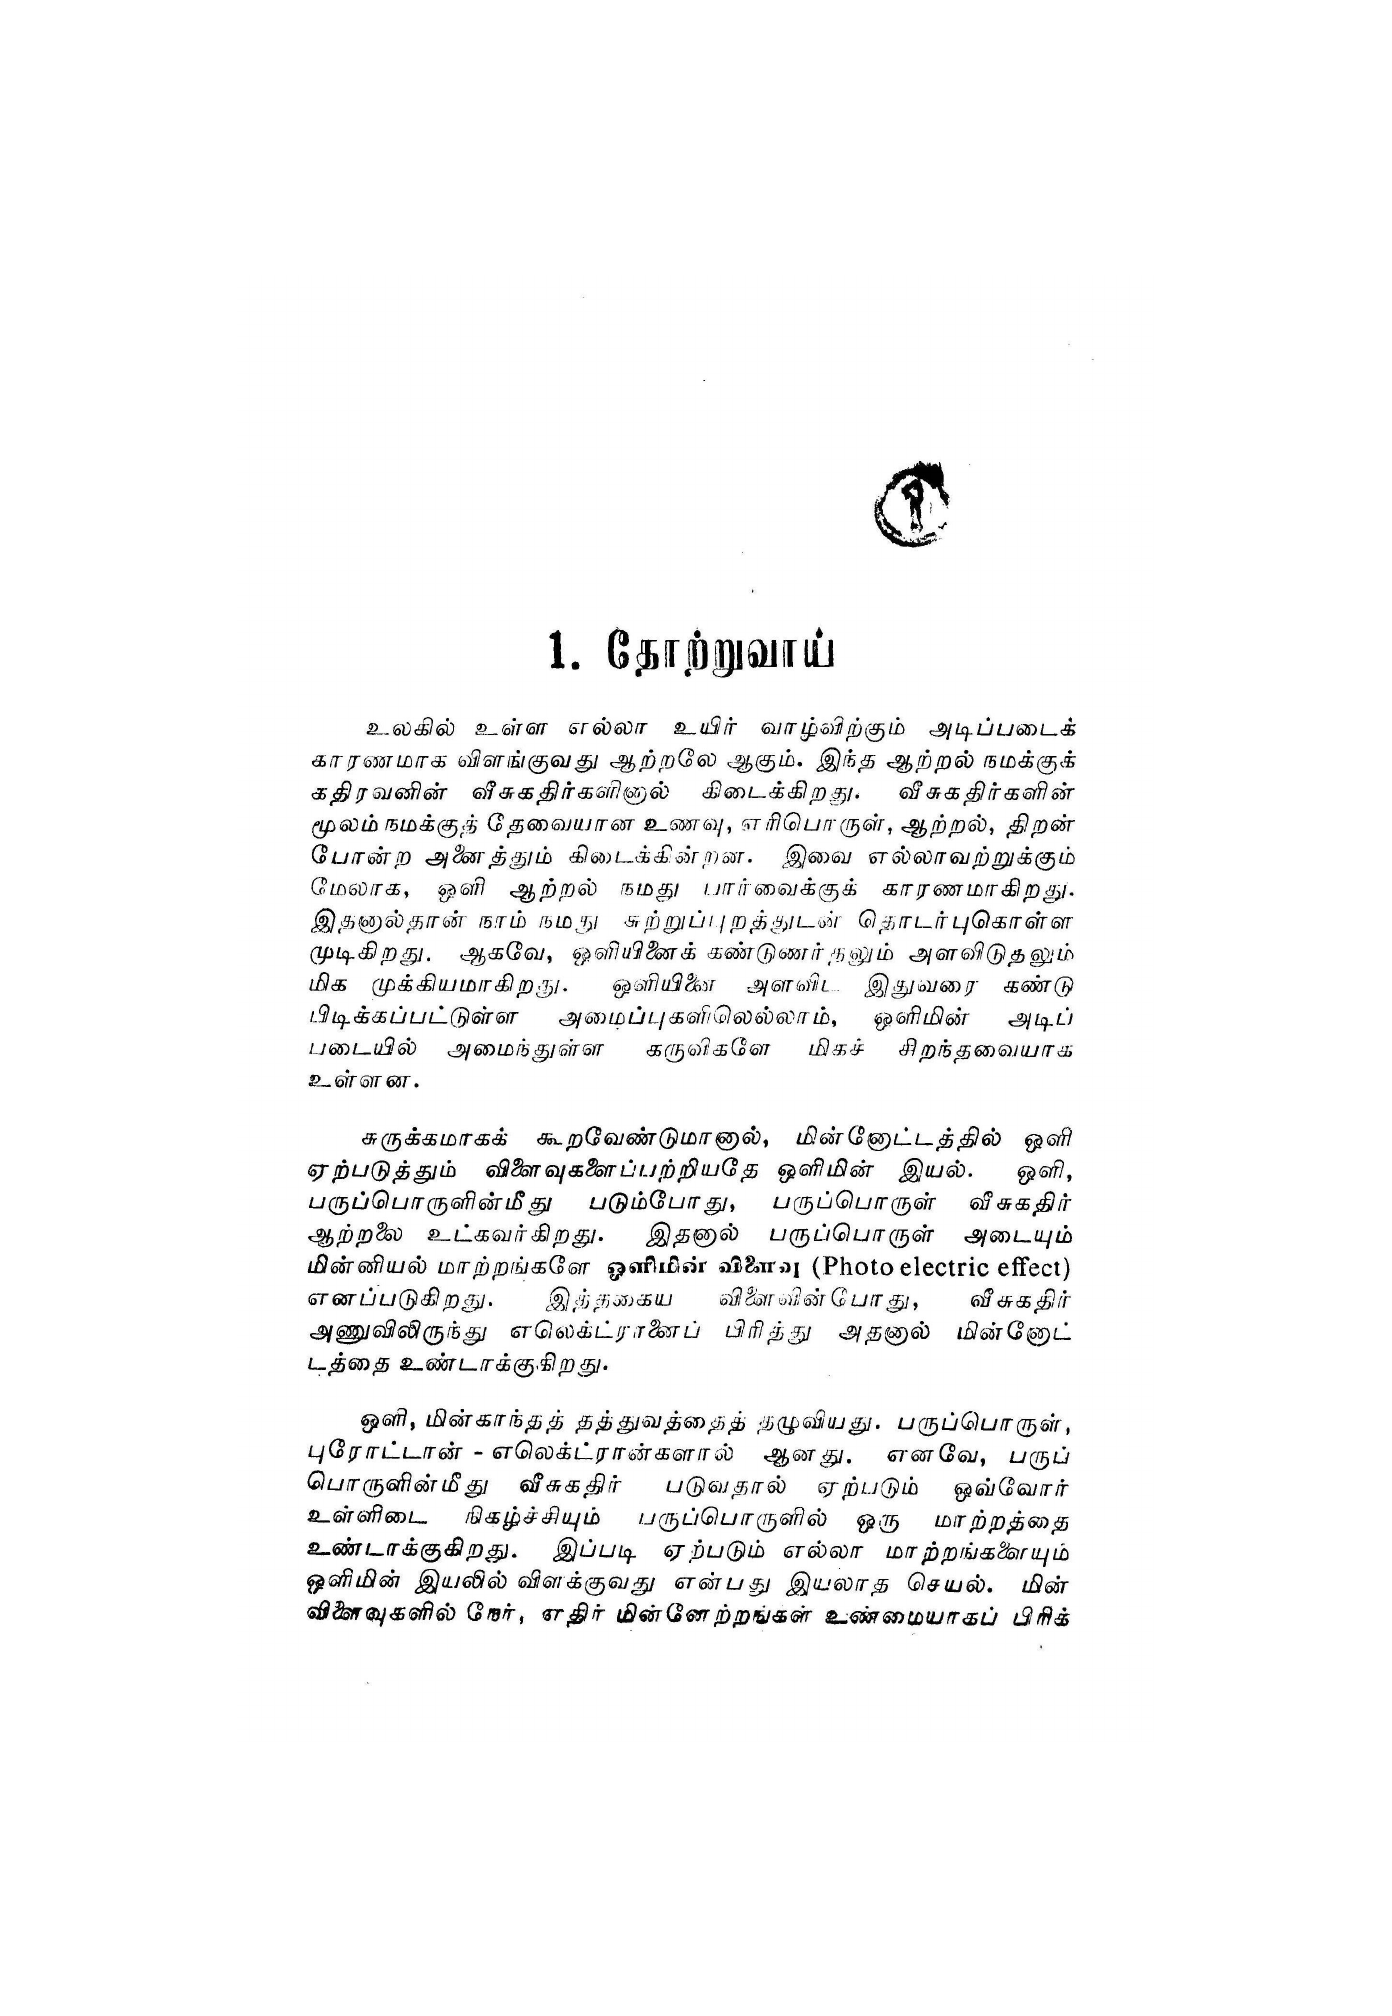 1. தோற்றுவாய்
உலகில் உள்ள எல்லா உயிர் வாழ்விற்கும் அடிப்படைக்
காரணமாக விளங்குவது ஆற்றலே ஆகும். இந்த ஆற்றல் நமக்குக்
கதிரவனின் வீசுகதிர்களினால் கிடைக்கிறது. வீசுகதிர்களின்
மூலம் நமக்குத் தேவையான உணவு, எரிபொருள், ஆற்றல், திறன்
போன்ற அனைத்தும் கிடைக்கின்றன. இவை எல்லாவற்றுக்கும்
மேலாக, ஒளி ஆற்றல் நமது பார்வைக்குக் காரணமாகிறது.
இதனால்தான் நாம் நமது சுற்றுப்புறத்துடன் தொடர்புகொள்ள
முடிகிறது. ஆகவே, ஒளியினைக் கண்டுணர்தலும் அளவிடுதலும்
மிக முக்கியமாகிறது. ஒளியினை அளவிட இதுவரை கண்டு
பிடிக்கப்பட்டுள்ள அமைப்புகளிலெல்லாம், ஒளிமின் அடிப்
படையில் அமைந்துள்ள கருவிகளே மிகச் சிறந்தவையாக
உள்ளன.
சுருக்கமாகக் கூறவேண்டுமானால், மின்னோட்டத்தில் ஒளி
ஏற்படுத்தும் விளைவுகளைப்பற்றியதே ஒளிமின் இயல். ஒளி,
பருப்பொருளின்மீது படும்போது, பருப்பொருள் வீசுகதிர்
ஆற்றலை உட்கவர்கிறது. இதனால் பருப்பொருள் அடையும்
மின்னியல் மாற்றங்களே ஒளிமின் விளைவு (Photo electric effect)
எனப்படுகிறது. இத்தகைய விளைவின்போது, வீசுகதிர்
அணுவிலிருந்து எலெக்ட்ரானைப் பிரித்து அதனால் மின்னோட்
டத்தை உண்டாக்குகிறது.
ஒளி, மின்காந்தத் தத்துவத்தைத் தழுவியது. பருப்பொருள்,
புரோட்டான் - எலெக்ட்ரான்களால் ஆனது. எனவே, பருப்
பொருளின்மீது வீசுகதிர் படுவதால் ஏற்படும் ஒவ்வோர்
உள்ளிடை நிகழ்ச்சியும் பருப்பொருளில் ஒரு மாற்றத்தை
உண்டாக்குகிறது. இப்படி ஏற்படும் எல்லா மாற்றங்களையும்
ஒளிமின் இயலில் விளக்குவது என்பது இயலாத செயல். மின்
விளைவுகளில் நேர், எதிர் மின்னேற்றங்கள் உண்மையாகப் பிரிக்